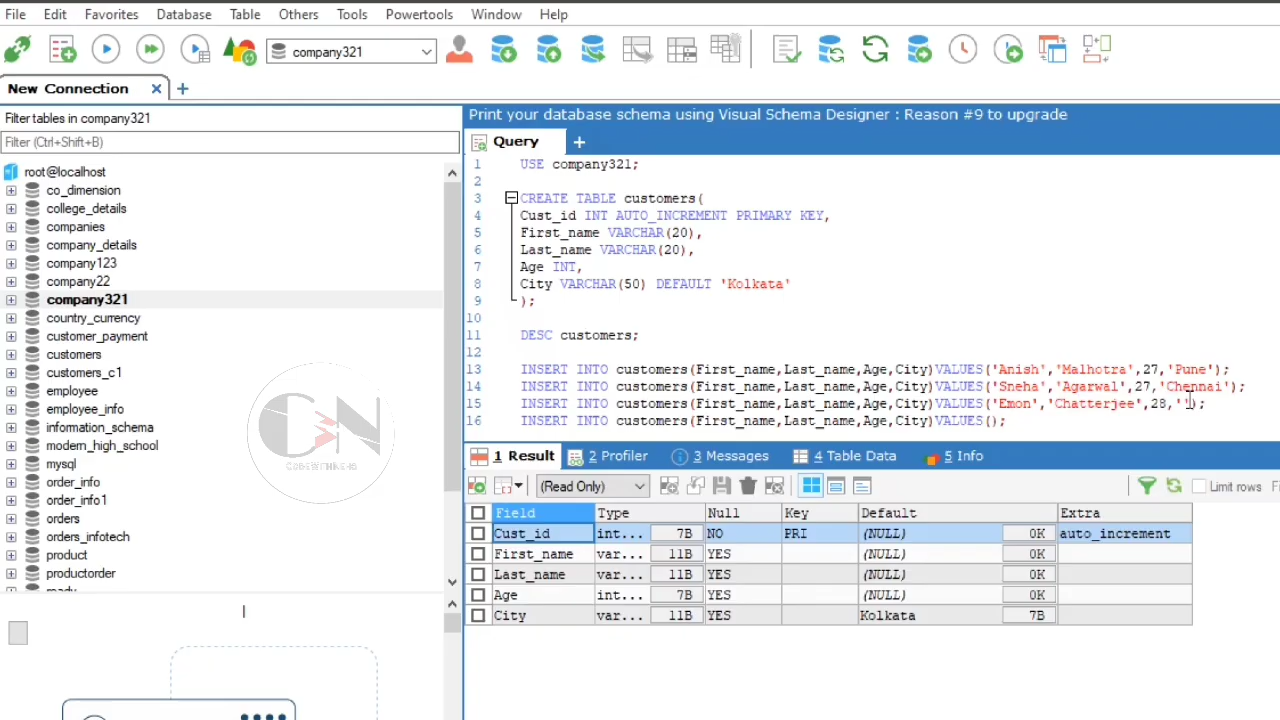 File Edit Favorites Database Table Others Tools Powertools Window Help
company321
New Connection
Filter tables in company321
Filter (Ctrl+Shift+B)
root@localhost
co_dimension
college_details
companies
company_details
company123
company22
company321
country_currency
customer_payment
customers
customers_c1
employee
employee_info
information_schema
modern_high_school
mysql
order_info
order_info1
orders
orders_infotech
product
productorder
CODEWITHING
Print your database schema using Visual Schema Designer : Reason #9 to upgrade
Query
1 USE company321;
2
3 CREATE TABLE customers(
4 Cust_id INT AUTO_INCREMENT PRIMARY KEY,
5 First_name VARCHAR(20),
6 Last_name VARCHAR(20),
7 Age INT,
8 City VARCHAR(50) DEFAULT 'Kolkata'
9 );
10
11 DESC customers;
12
13 INSERT INTO customers(First_name,Last_name,Age,City)VALUES('Anish','Malhotra',27,'Pune');
14 INSERT INTO customers(First_name,Last_name,Age,City)VALUES('Sneha','Agarwal',27,'Chennai');
15 INSERT INTO customers(First_name,Last_name,Age,City)VALUES('Emon','Chatterjee',28,'');
16 INSERT INTO customers(First_name,Last_name,Age,City)VALUES();
1 Result 2 Profiler 3 Messages 4 Table Data 5 Info
(Read Only) Limit rows Fi
Field Type Null Key Default Extra
Cust_id int... 7B NO PRI (NULL) 0K auto_increment
First_name var... 11B YES (NULL) 0K
Last_name var... 11B YES (NULL) 0K
Age int... 7B YES (NULL) 0K
City var... 11B YES Kolkata 7B